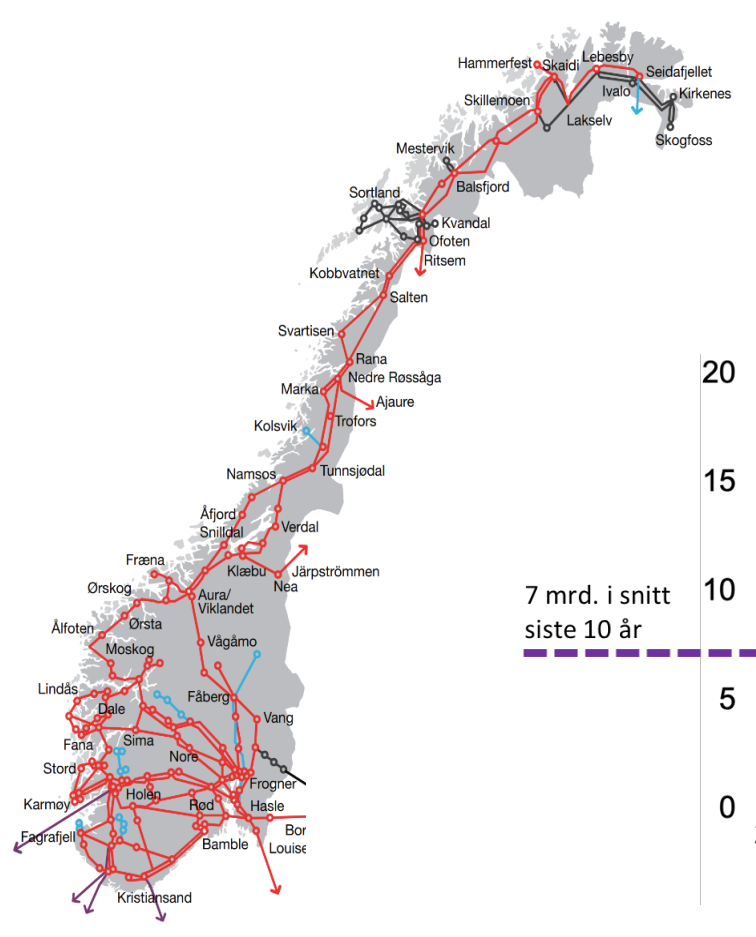 Hammerfest
Skaidi
Lebesby
Seidafjellet
Ivalo
Kirkenes
Skillemoen
Lakselv
Skogfoss
Mestervik
Balsfjord
Sortland
Kvandal
Ofoten
Ritsem
Kobbvatnet
Salten
Svartisen
Rana
Nedre Røssåga
Marka
Ajaure
Trofors
Kolsvik
Namsos
Tunnsjødal
Åfjord
Snilldal
Verdal
Fræna
Klæbu
Järpströmmen
Nea
Ørskog
Aura/
Viklandet
Ørsta
Ålfoten
Vågåmo
Moskog
Lindås
Fåberg
Dale
Vang
Fana
Sima
Nore
Stord
Frogner
Holen
Karmøy
Rød
Hasle
Bor
Fagrafjell
Bamble
Louise
Kristiansand
20
15
10
7 mrd. i snitt
siste 10 år
5
0